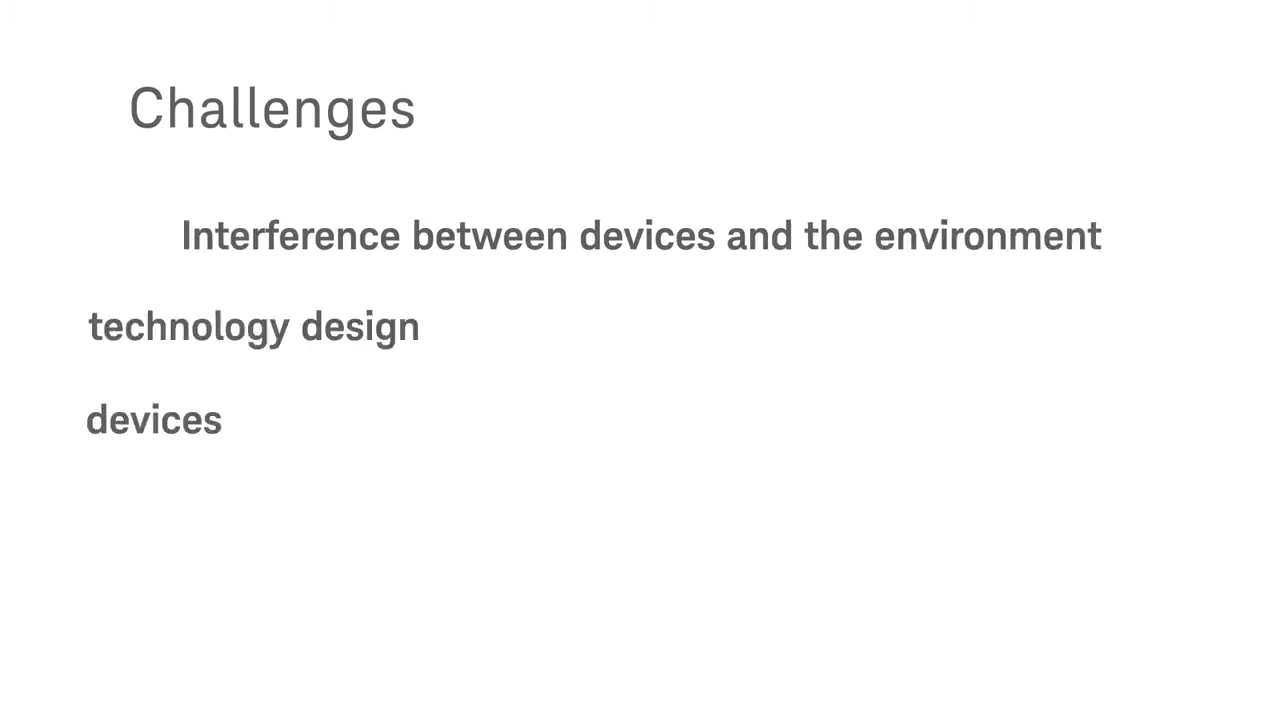 Challenges
Interference between devices and the environment
technology design
devices